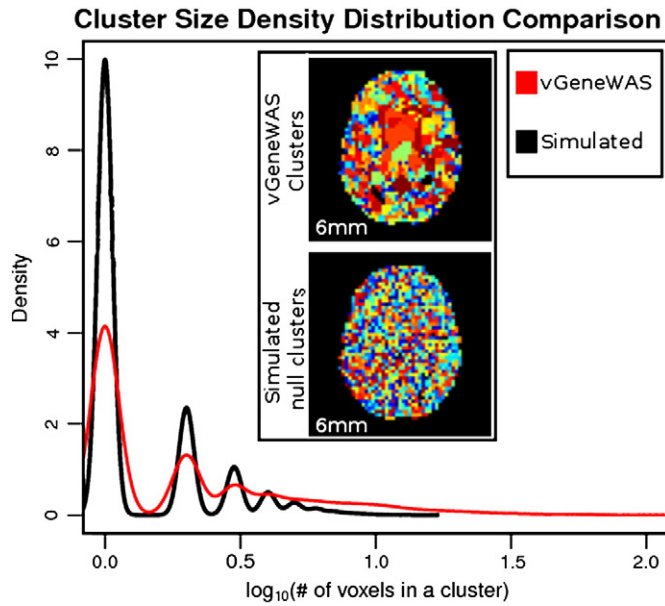 Cluster Size Density Distribution Comparison
vGeneWAS
Simulated
vGeneWAS
Clusters
6mm
Simulated
null clusters
6mm
Density
10
8
6
4
2
0
0.0 0.5 1.0 1.5 2.0
log₁₀(# of voxels in a cluster)